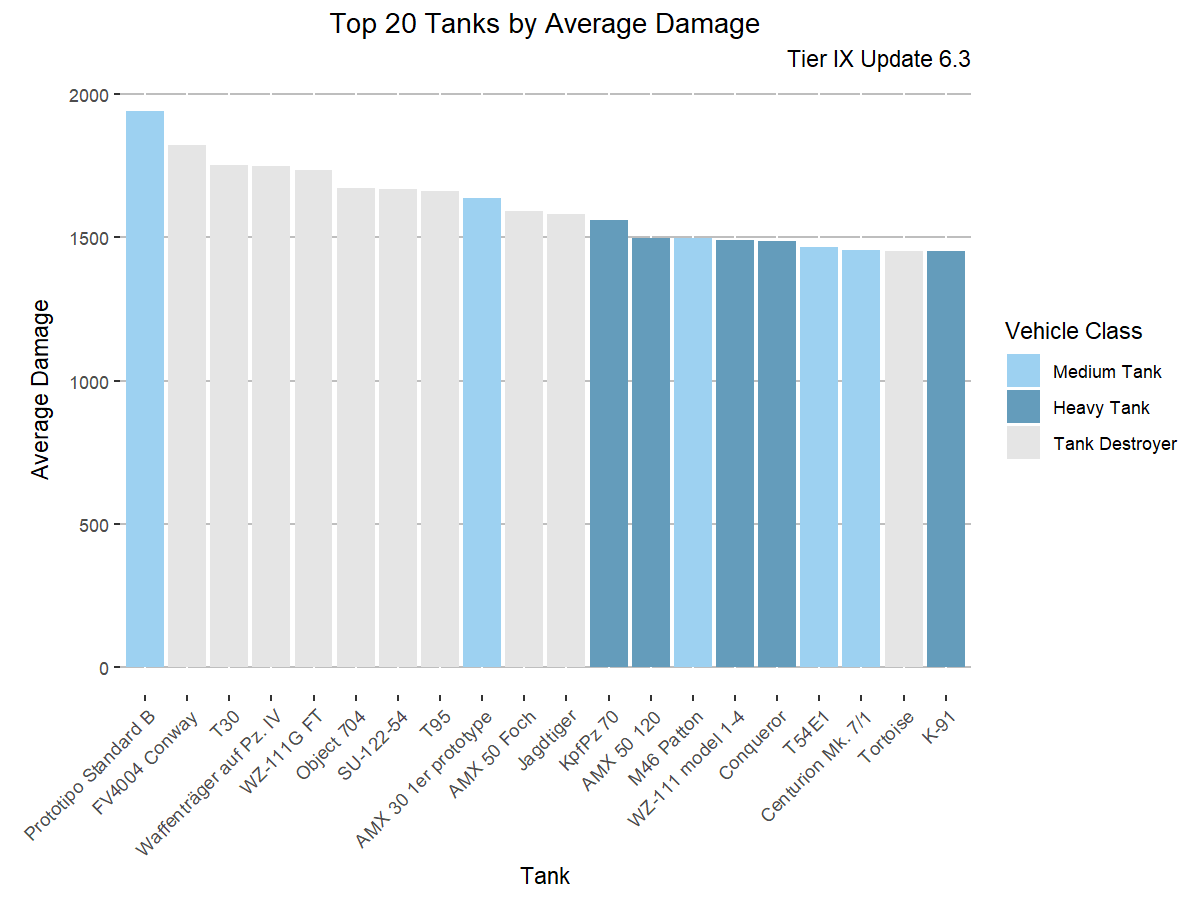 Top 20 Tanks by Average Damage
Tier IX Update 6.3
Average Damage
2000
1500
1000
500
0
Prototipo Standard B
FV4004 Conway
T30
Waffenträger auf Pz. IV
WZ-111G FT
Object 704
SU-122-54
T95
AMX 30 1er prototype
AMX 50 Foch
Jagdtiger
KpfPz 70
AMX 50 120
M46 Patton
WZ-111 model 1-4
Conqueror
T54E1
Centurion Mk. 7/1
Tortoise
K-91
Tank
Vehicle Class
Medium Tank
Heavy Tank
Tank Destroyer